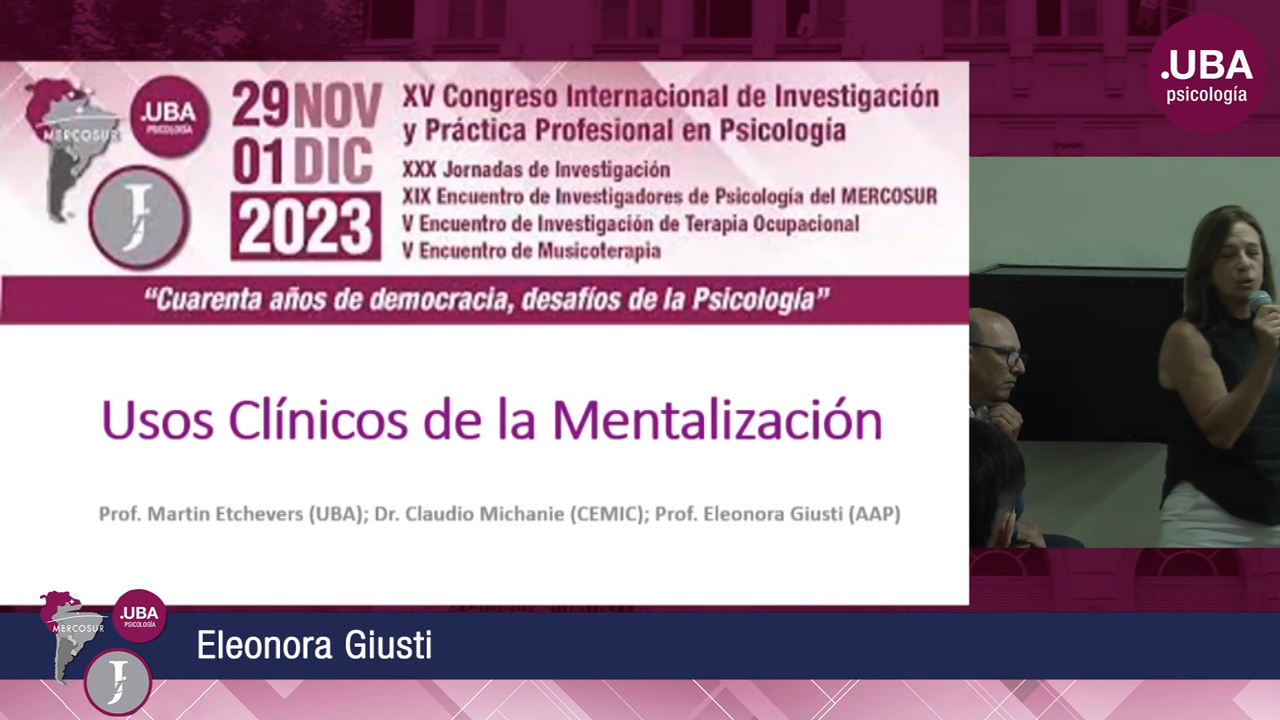 .UBA
psicología
MERCOSUR
.UBA
PSICOLOGÍA
J
29 NOV
01 DIC
2023
XV Congreso Internacional de Investigación
y Práctica Profesional en Psicología
XXX Jornadas de Investigación
XIX Encuentro de Investigadores de Psicología del MERCOSUR
V Encuentro de Investigación de Terapia Ocupacional
V Encuentro de Musicoterapia
“Cuarenta años de democracia, desafíos de la Psicología”
Usos Clínicos de la Mentalización
Prof. Martin Etchevers (UBA); Dr. Claudio Michanie (CEMIC); Prof. Eleonora Giusti (AAP)
MERCOSUR
.UBA
PSICOLOGÍA
J
Eleonora Giusti